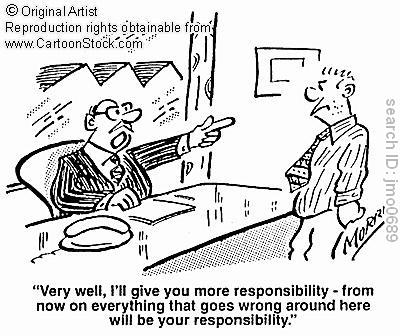 © Original Artist
Reproduction rights obtainable from
www.CartoonStock.com
search ID: jmo0689
MORRIS
"Very well, I'll give you more responsibility - from
now on everything that goes wrong around here
will be your responsibility."